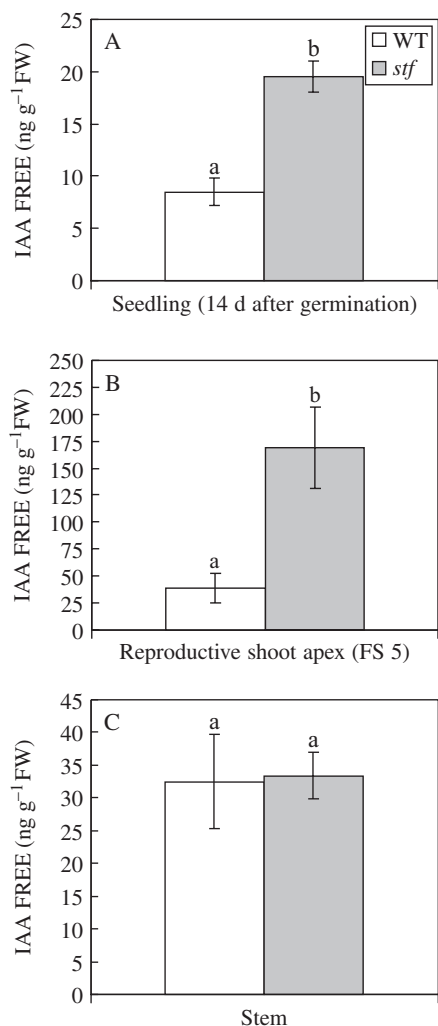 A
WT
stf
IAA FREE (ng g⁻¹FW)
25
20
15
10
5
0
a
b
Seedling (14 d after germination)
B
IAA FREE (ng g⁻¹FW)
250
225
200
175
150
125
100
75
50
25
0
a
b
Reproductive shoot apex (FS 5)
C
IAA FREE (ng g⁻¹FW)
45
40
35
30
25
20
15
10
5
0
a
a
Stem